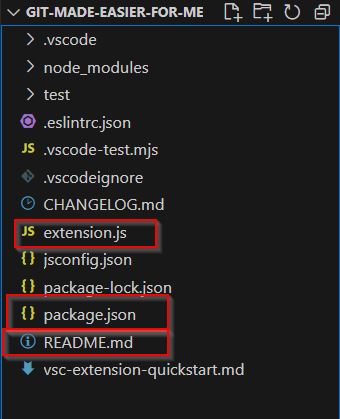 GIT-MADE-EASIER-FOR-ME
.vscode
node_modules
test
.eslintrc.json
JS .vscode-test.mjs
.vscodeignore
CHANGELOG.md
JS extension.js
{} jsconfig.json
{} package-lock.json
{} package.json
README.md
vsc-extension-quickstart.md